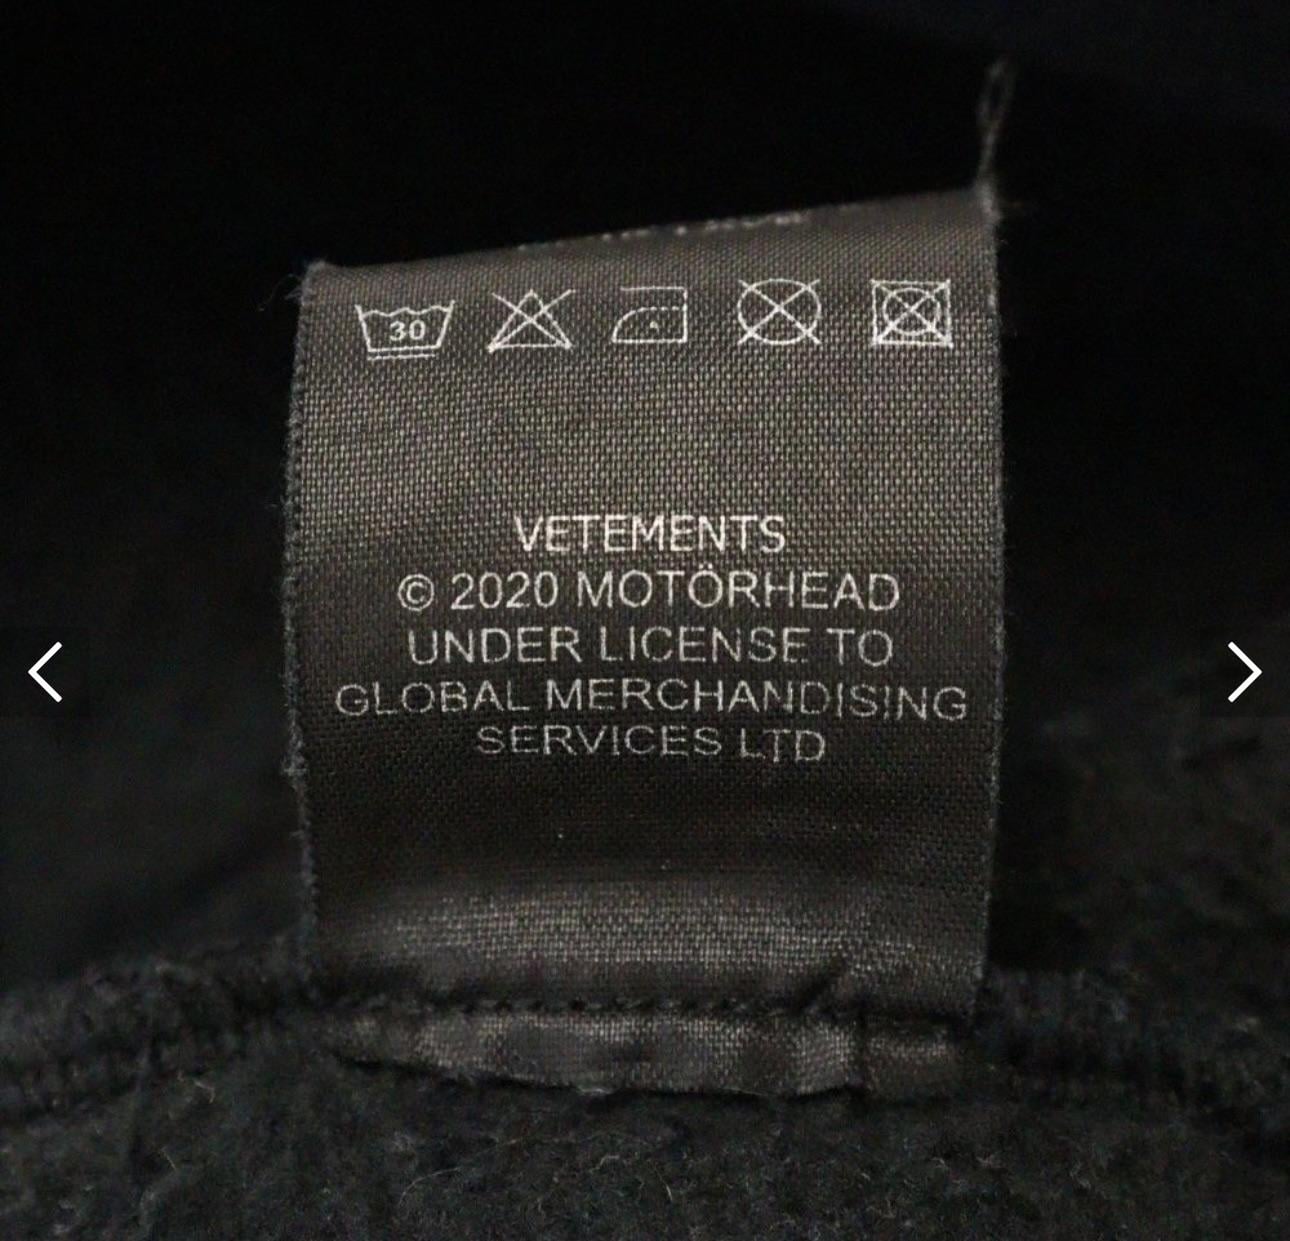 30
VETEMENTS
© 2020 MOTÖRHEAD
UNDER LICENSE TO
GLOBAL MERCHANDISING
SERVICES LTD